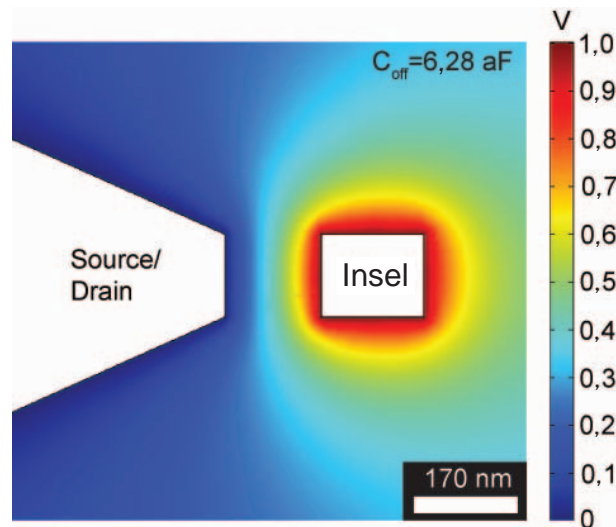 V
C_off=6,28 aF
1,0
0,9
0,8
0,7
0,6
0,5
0,4
0,3
0,2
0,1
0
Source/
Drain
Insel
170 nm